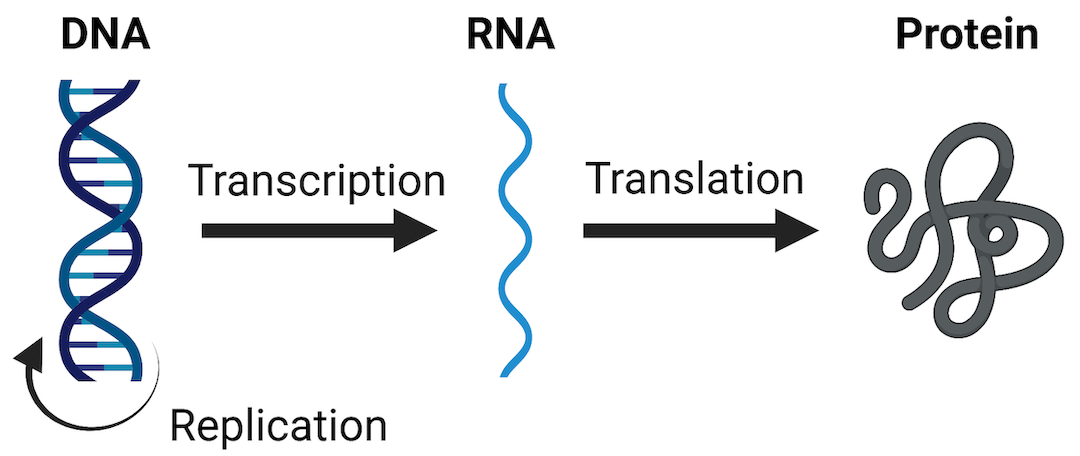 DNA
RNA
Protein
Transcription
Translation
Replication